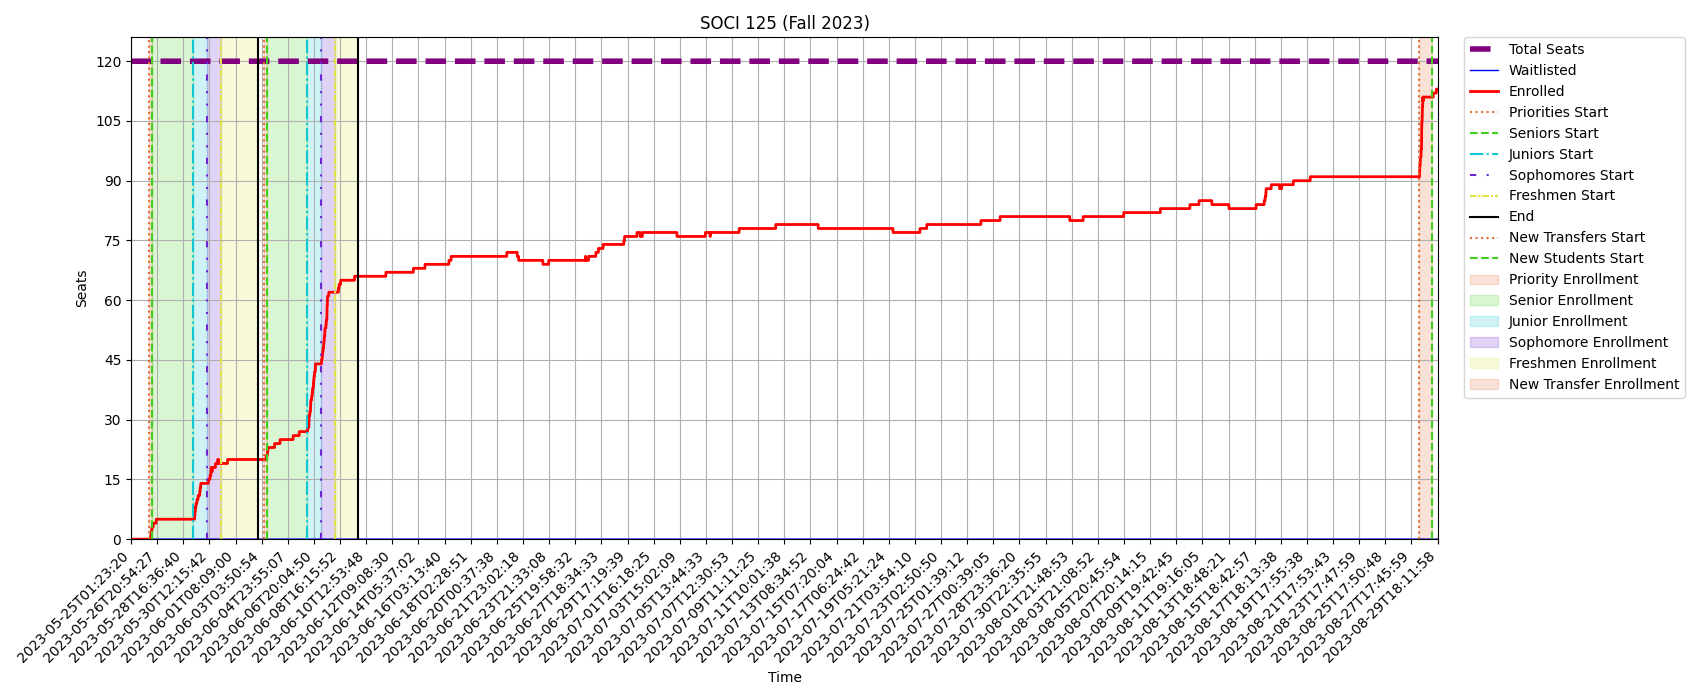 SOCI 125 (Fall 2023)
120
105
90
75
60
45
30
15
0
Seats
2023-05-25T01:23:20
2023-05-26T20:54:27
2023-05-28T16:36:40
2023-05-30T12:15:42
2023-06-01T08:09:00
2023-06-03T03:50:54
2023-06-04T23:55:07
2023-06-06T20:04:50
2023-06-08T16:15:52
2023-06-10T12:53:48
2023-06-12T09:08:30
2023-06-14T05:37:02
2023-06-16T03:13:40
2023-06-18T02:28:51
2023-06-20T00:37:38
2023-06-21T23:02:18
2023-06-23T21:33:08
2023-06-25T19:58:32
2023-06-27T18:34:33
2023-06-29T17:19:39
2023-07-01T16:18:25
2023-07-03T15:02:09
2023-07-05T13:44:33
2023-07-07T12:30:53
2023-07-09T11:11:25
2023-07-11T10:01:38
2023-07-13T08:34:52
2023-07-15T07:20:04
2023-07-17T06:24:42
2023-07-19T05:21:24
2023-07-21T03:54:10
2023-07-23T02:50:50
2023-07-25T01:39:12
2023-07-27T00:39:05
2023-07-28T23:36:20
2023-07-30T22:35:55
2023-08-01T21:48:53
2023-08-03T21:08:52
2023-08-05T20:45:54
2023-08-07T20:14:15
2023-08-09T19:42:45
2023-08-11T19:16:05
2023-08-13T18:48:21
2023-08-15T18:42:57
2023-08-17T18:13:38
2023-08-19T17:55:38
2023-08-21T17:53:43
2023-08-23T17:47:59
2023-08-25T17:50:48
2023-08-27T17:45:59
2023-08-29T18:11:58
Time
Total Seats
Waitlisted
Enrolled
Priorities Start
Seniors Start
Juniors Start
Sophomores Start
Freshmen Start
End
New Transfers Start
New Students Start
Priority Enrollment
Senior Enrollment
Junior Enrollment
Sophomore Enrollment
Freshmen Enrollment
New Transfer Enrollment